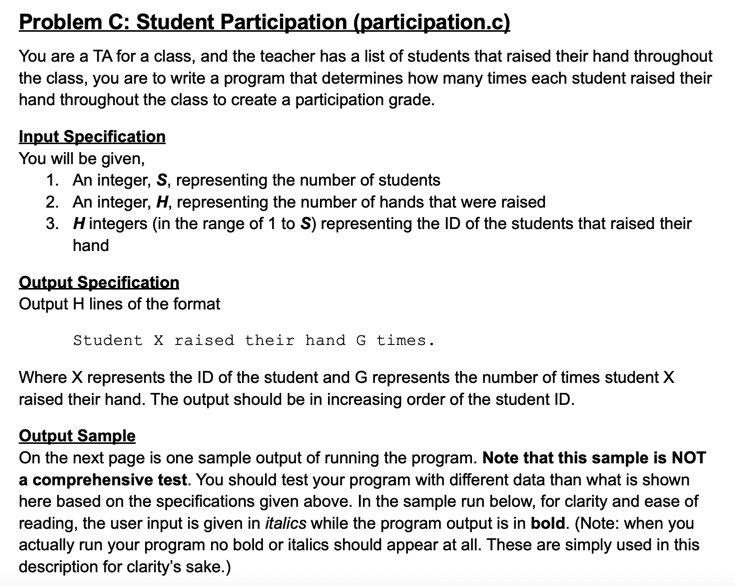 Problem C: Student Participation (participation.c)
You are a TA for a class, and the teacher has a list of students that raised their hand throughout
the class, you are to write a program that determines how many times each student raised their
hand throughout the class to create a participation grade.
Input Specification
You will be given,
1. An integer, S, representing the number of students
2. An integer, H, representing the number of hands that were raised
3. H integers (in the range of 1 to S) representing the ID of the students that raised their
hand
Output Specification
Output H lines of the format
Student X raised their hand G times.
Where X represents the ID of the student and G represents the number of times student X
raised their hand. The output should be in increasing order of the student ID.
Output Sample
On the next page is one sample output of running the program. Note that this sample is NOT
a comprehensive test. You should test your program with different data than what is shown
here based on the specifications given above. In the sample run below, for clarity and ease of
reading, the user input is given in italics while the program output is in bold. (Note: when you
actually run your program no bold or italics should appear at all. These are simply used in this
description for clarity’s sake.)